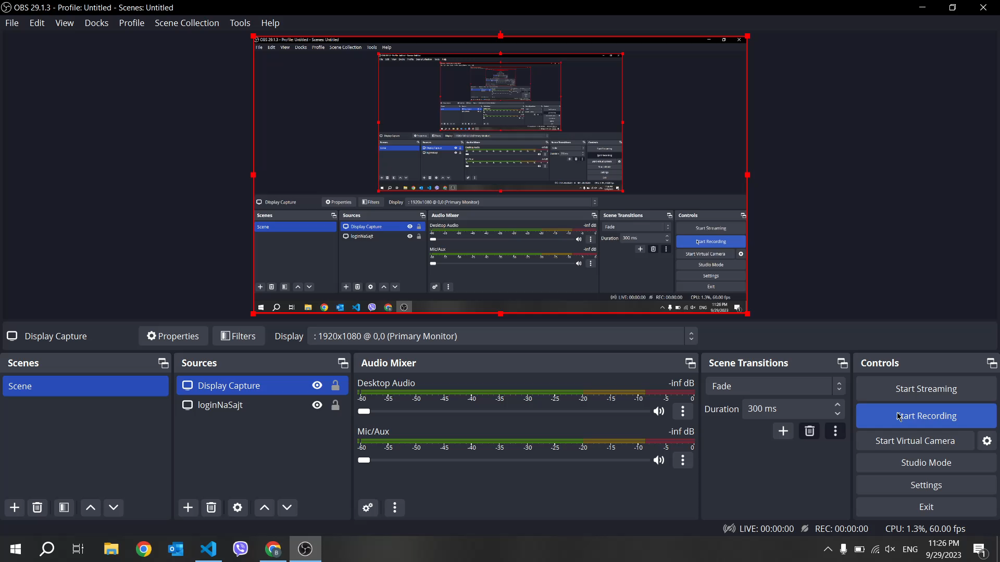 OBS 29.1.3 - Profile: Untitled - Scenes: Untitled
File Edit View Docks Profile Scene Collection Tools Help
OBS 29.1.3 - Profile: Untitled - Scenes: Untitled
File Edit View Docks Profile Scene Collection Tools Help
Display Capture Properties Filters Display : 1920x1080 @ 0,0 (Primary Monitor)
Scenes Sources Audio Mixer Scene Transitions Controls
Scene Display Capture Desktop Audio -inf dB Fade Start Streaming
loginNaSajt Duration 300 ms Start Recording
Mic/Aux -inf dB Start Virtual Camera
Studio Mode
Settings
Exit
LIVE: 00:00:00 REC: 00:00:00 CPU: 1.3%, 60.00 fps
ENG 11:26 PM
9/29/2023
Display Capture Properties Filters Display : 1920x1080 @ 0,0 (Primary Monitor)
Scenes Sources Audio Mixer Scene Transitions Controls
Scene
Display Capture
loginNaSajt
Desktop Audio -inf dB
-60 -55 -50 -45 -40 -35 -30 -25 -20 -15 -10 -5 0
Mic/Aux -inf dB
-60 -55 -50 -45 -40 -35 -30 -25 -20 -15 -10 -5 0
Fade
Duration 300 ms
Start Streaming
Start Recording
Start Virtual Camera
Studio Mode
Settings
Exit
LIVE: 00:00:00 REC: 00:00:00 CPU: 1.3%, 60.00 fps
B
ENG 11:26 PM
9/29/2023
1